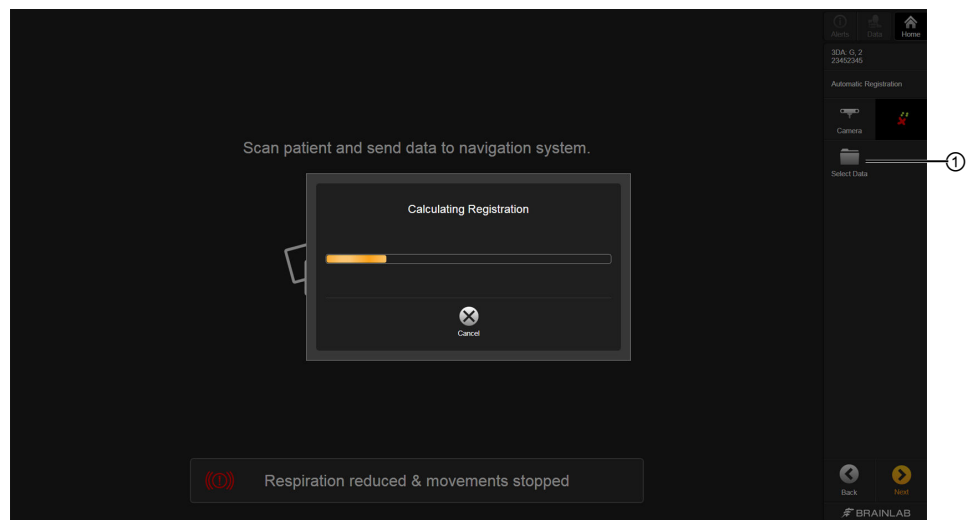 Alerts Data Home
3DA: G, 2
23452345
Automatic Registration
Camera
Select Data
①
Scan patient and send data to navigation system.
Calculating Registration
Cancel
Respiration reduced & movements stopped
Back Next
BRAINLAB